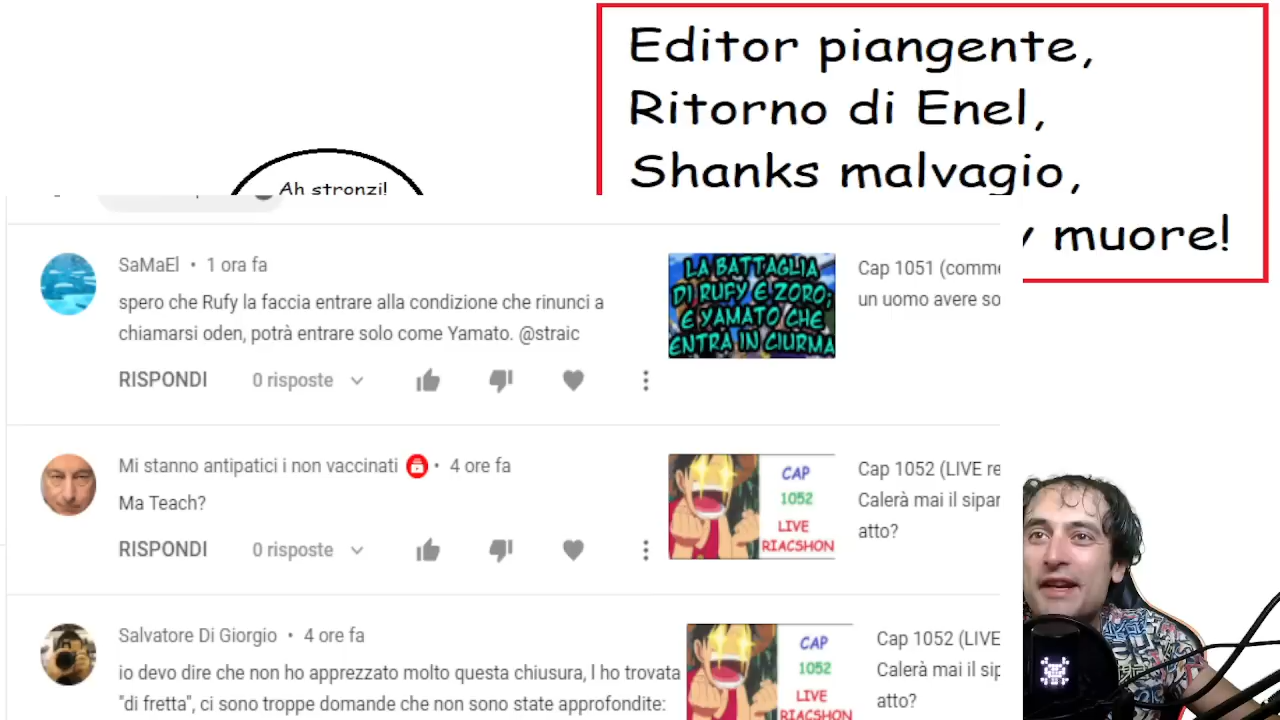 Editor piangente,
Ritorno di Enel,
Shanks malvagio,
muore!
Ah stronzi!
SaMaEl • 1 ora fa
spero che Rufy la faccia entrare alla condizione che rinunci a
chiamarsi oden, potrà entrare solo come Yamato. @straic
RISPONDI 0 risposte
LA BATTAGLIA
DI RUFY E ZORO;
E YAMATO CHE
ENTRA IN CIURMA
Cap 1051 (comme
un uomo avere so
Mi stanno antipatici i non vaccinati • 4 ore fa
Ma Teach?
RISPONDI 0 risposte
CAP
1052
LIVE
RIACSHON
Cap 1052 (LIVE re
Calerà mai il sipar
atto?
Salvatore Di Giorgio • 4 ore fa
io devo dire che non ho apprezzato molto questa chiusura, l ho trovata
"di fretta", ci sono troppe domande che non sono state approfondite:
CAP
1052
LIVE
RIACSHON
Cap 1052 (LIVE
Calerà mai il sip
atto?